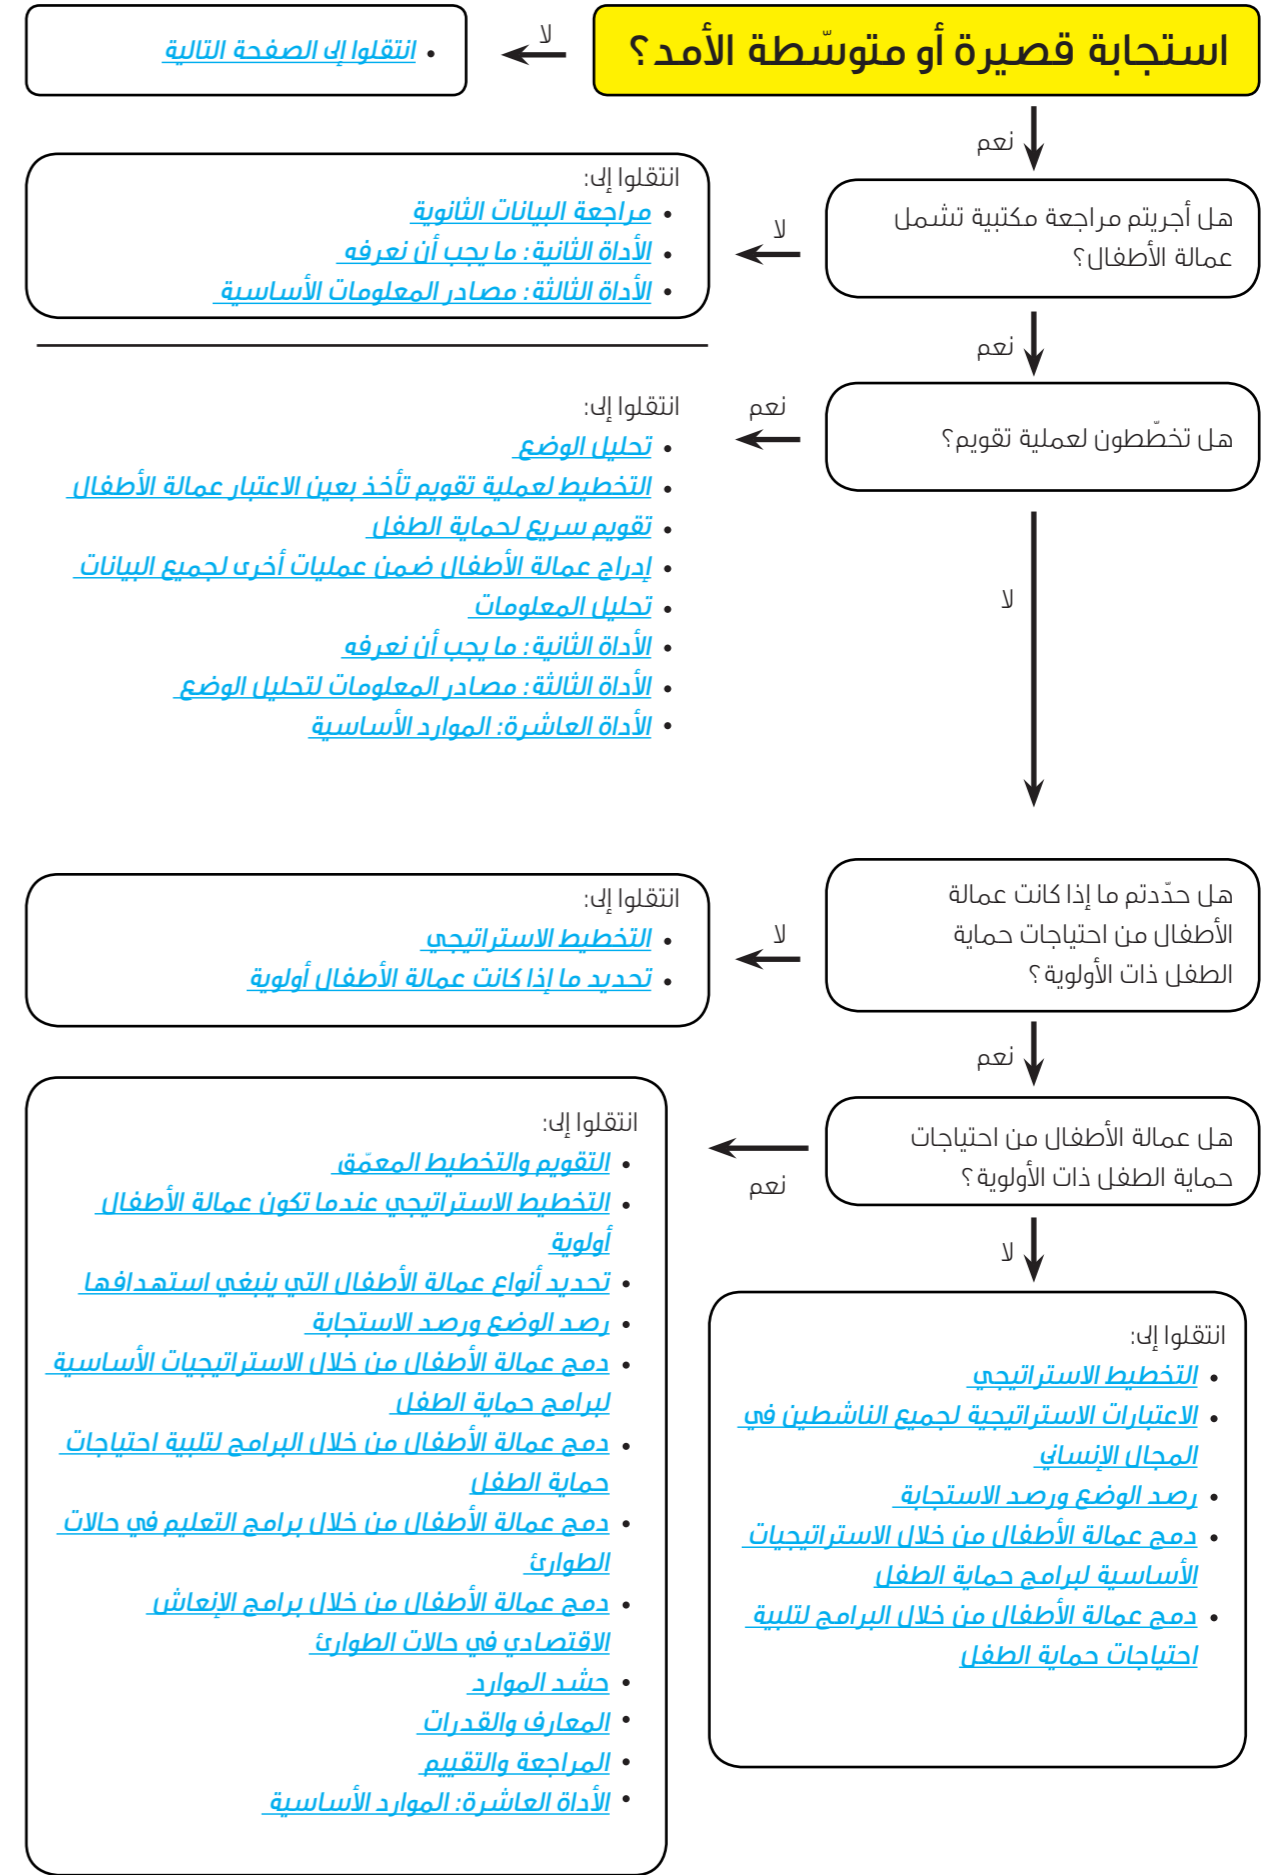 استجابة قصيرة أو متوسّطة الأمد؟
لا
• انتقلوا إلى الصفحة التالية
نعم
هل أجريتم مراجعة مكتبية تشمل
عمالة الأطفال؟
لا
انتقلوا إلى:
• مراجعة البيانات الثانوية
• الأداة الثانية: ما يجب أن نعرفه
• الأداة الثالثة: مصادر المعلومات الأساسية
نعم
هل تخطّطون لعملية تقويم؟
نعم
انتقلوا إلى:
• تحليل الوضع
• التخطيط لعملية تقويم تأخذ بعين الاعتبار عمالة الأطفال
• تقويم سريع لحماية الطفل
• إدراج عمالة الأطفال ضمن عمليات أخرى لجميع البيانات
• تحليل المعلومات
• الأداة الثانية: ما يجب أن نعرفه
• الأداة الثالثة: مصادر المعلومات لتحليل الوضع
• الأداة العاشرة: الموارد الأساسية
لا
هل حدّدتم ما إذا كانت عمالة
الأطفال من احتياجات حماية
الطفل ذات الأولوية؟
لا
انتقلوا إلى:
• التخطيط الاستراتيجي
• تحديد ما إذا كانت عمالة الأطفال أولوية
نعم
هل عمالة الأطفال من احتياجات
حماية الطفل ذات الأولوية؟
نعم
انتقلوا إلى:
• التقويم والتخطيط المعمّق
• التخطيط الاستراتيجي عندما تكون عمالة الأطفال
أولوية
• تحديد أنواع عمالة الأطفال التي ينبغي استهدافها
• رصد الوضع ورصد الاستجابة
• دمج عمالة الأطفال من خلال الاستراتيجيات الأساسية
لبرامج حماية الطفل
• دمج عمالة الأطفال من خلال البرامج لتلبية احتياجات
حماية الطفل
• دمج عمالة الأطفال من خلال برامج التعليم في حالات
الطوارئ
• دمج عمالة الأطفال من خلال برامج الإنعاش
الاقتصادي في حالات الطوارئ
• حشد الموارد
• المعارف والقدرات
• المراجعة والتقييم
• الأداة العاشرة: الموارد الأساسية
لا
انتقلوا إلى:
• التخطيط الاستراتيجي
• الاعتبارات الاستراتيجية لجميع الناشطين في
المجال الإنساني
• رصد الوضع ورصد الاستجابة
• دمج عمالة الأطفال من خلال الاستراتيجيات
الأساسية لبرامج حماية الطفل
• دمج عمالة الأطفال من خلال البرامج لتلبية
احتياجات حماية الطفل